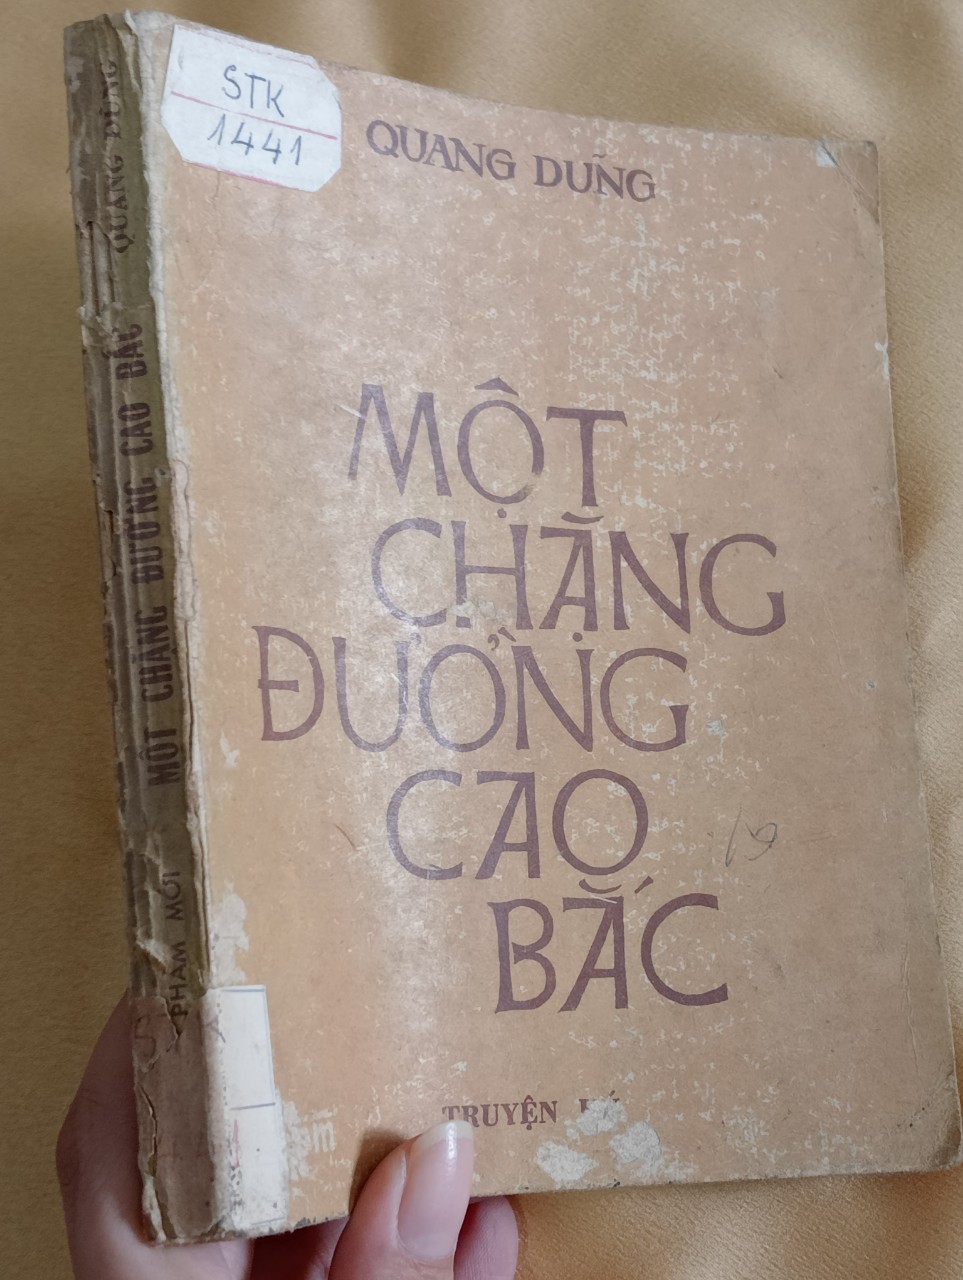 STK
1441
QUANG DŨNG
MỘT
CHẶNG
ĐƯỜNG
CAO
BẮC
TRUYỆN KÝ
QUANG DŨNG
MỘT CHẶNG ĐƯỜNG CAO BẮC
PHẨM MỚI